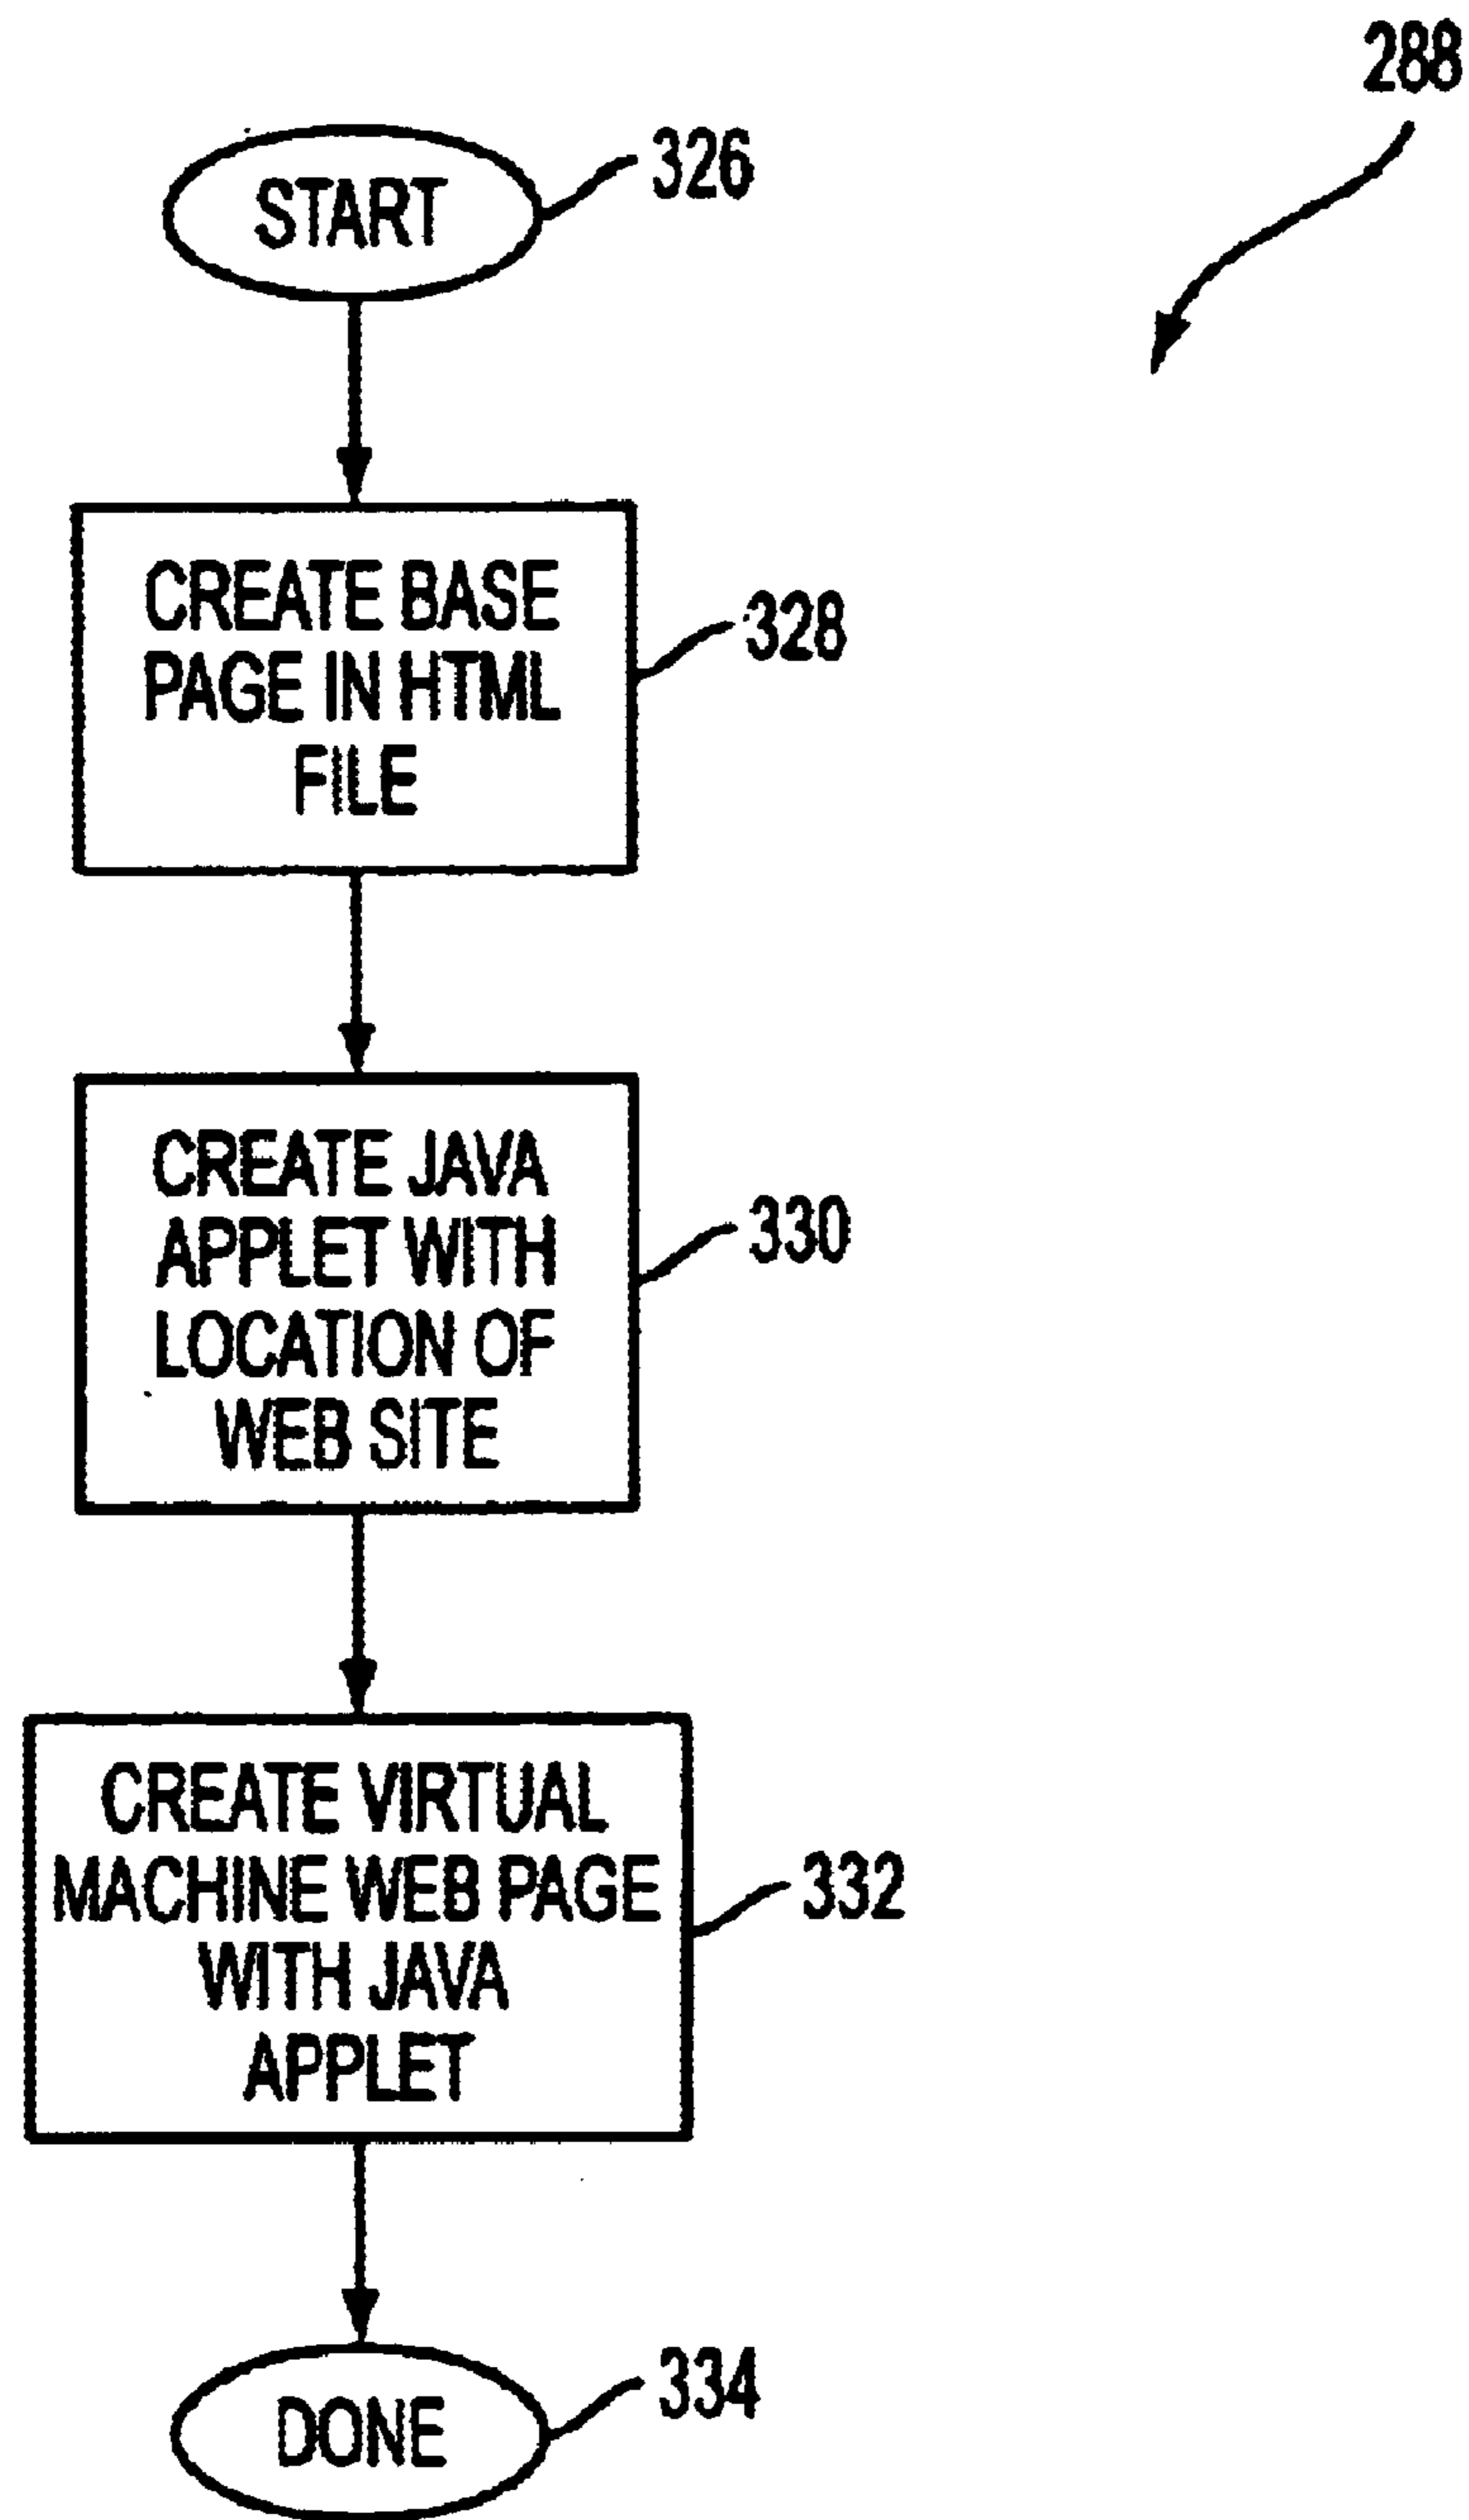 288
START
326
CREATE BASE
PAGE IN HTML
FILE
328
CREATE JAVA
APPLET WITH
LOCATION OF
WEB SITE
330
CREATE VIRTUAL
MACHINE WEB PAGE
WITH JAVA
APPLET
332
DONE
334